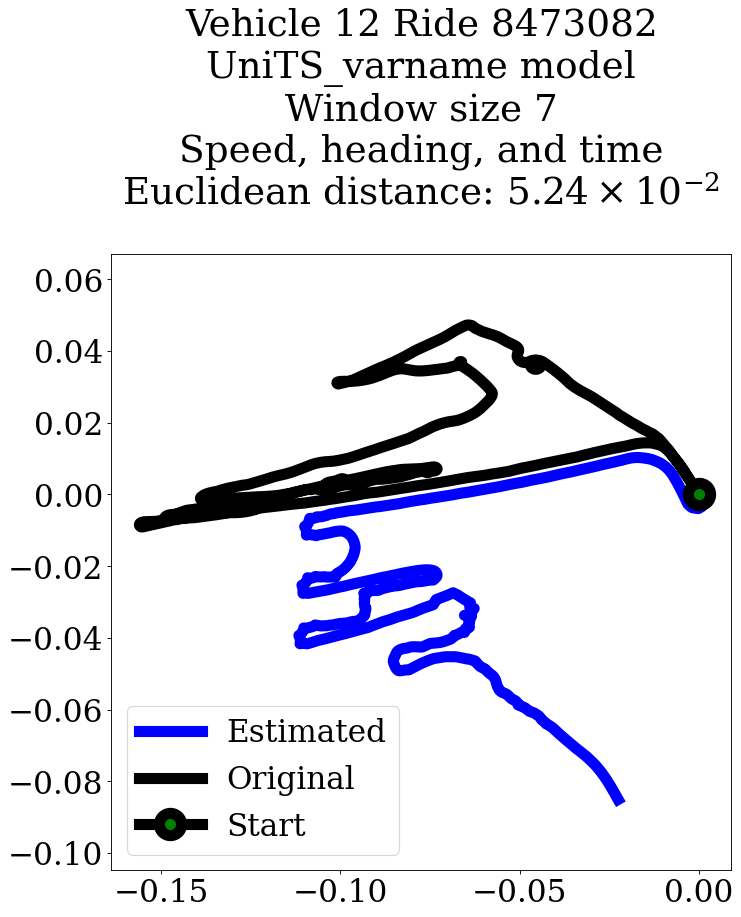 Vehicle 12 Ride 8473082
UniTS_varname model
Window size 7
Speed, heading, and time
Euclidean distance: 5.24 × 10⁻²
0.06
0.04
0.02
0.00
−0.02
−0.04
−0.06
−0.08
−0.10
Estimated
Original
Start
−0.15
−0.10
−0.05
0.00